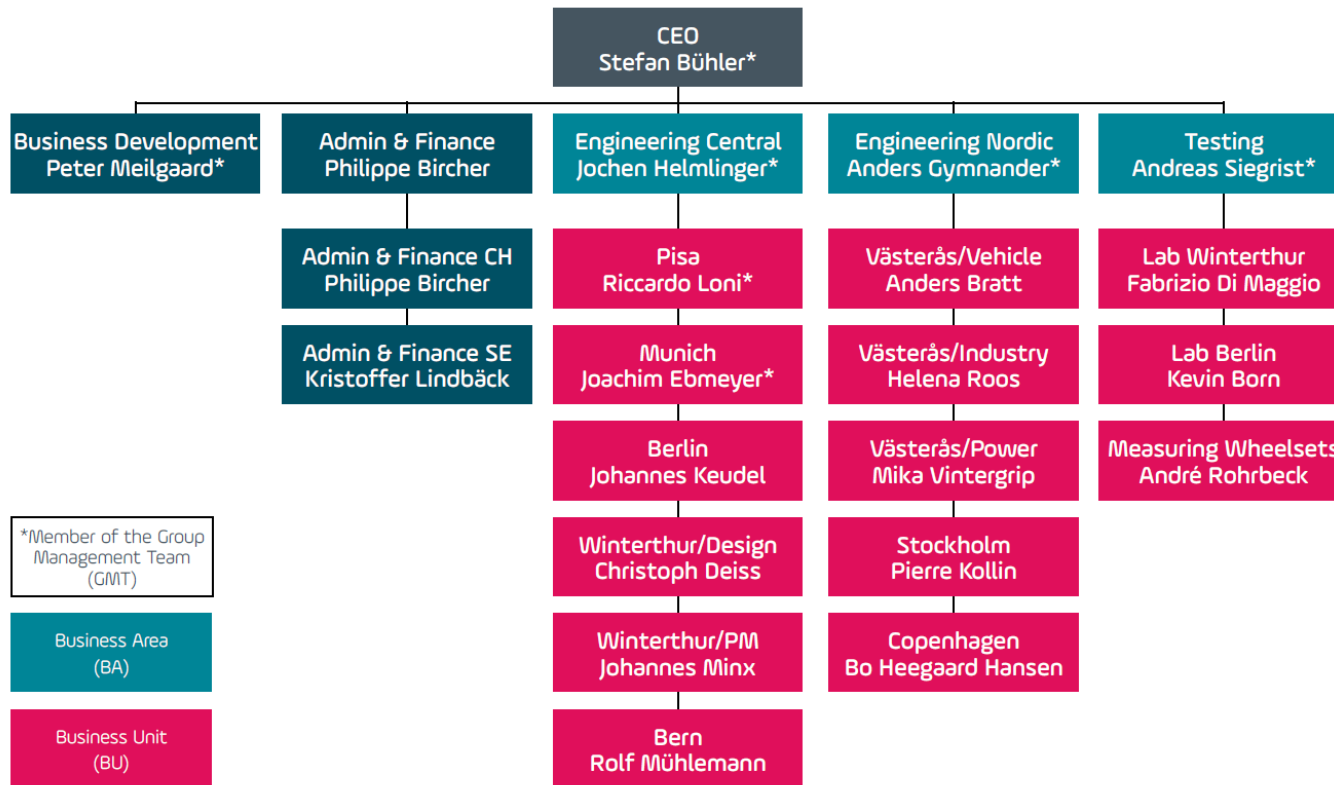 CEO
Stefan Bühler*
Business Development
Peter Meilgaard*
Admin & Finance
Philippe Bircher
Engineering Central
Jochen Helmlinger*
Engineering Nordic
Anders Gymnander*
Testing
Andreas Siegrist*
Admin & Finance CH
Philippe Bircher
Pisa
Riccardo Loni*
Västerås/Vehicle
Anders Bratt
Lab Winterthur
Fabrizio Di Maggio
Admin & Finance SE
Kristoffer Lindbäck
Munich
Joachim Ebmeyer*
Västerås/Industry
Helena Roos
Lab Berlin
Kevin Born
Berlin
Johannes Keudel
Västerås/Power
Mika Vintergrip
Measuring Wheelsets
André Rohrbeck
*Member of the Group
Management Team
(GMT)
Winterthur/Design
Christoph Deiss
Stockholm
Pierre Kollin
Business Area
(BA)
Winterthur/PM
Johannes Minx
Copenhagen
Bo Heegaard Hansen
Business Unit
(BU)
Bern
Rolf Mühlemann